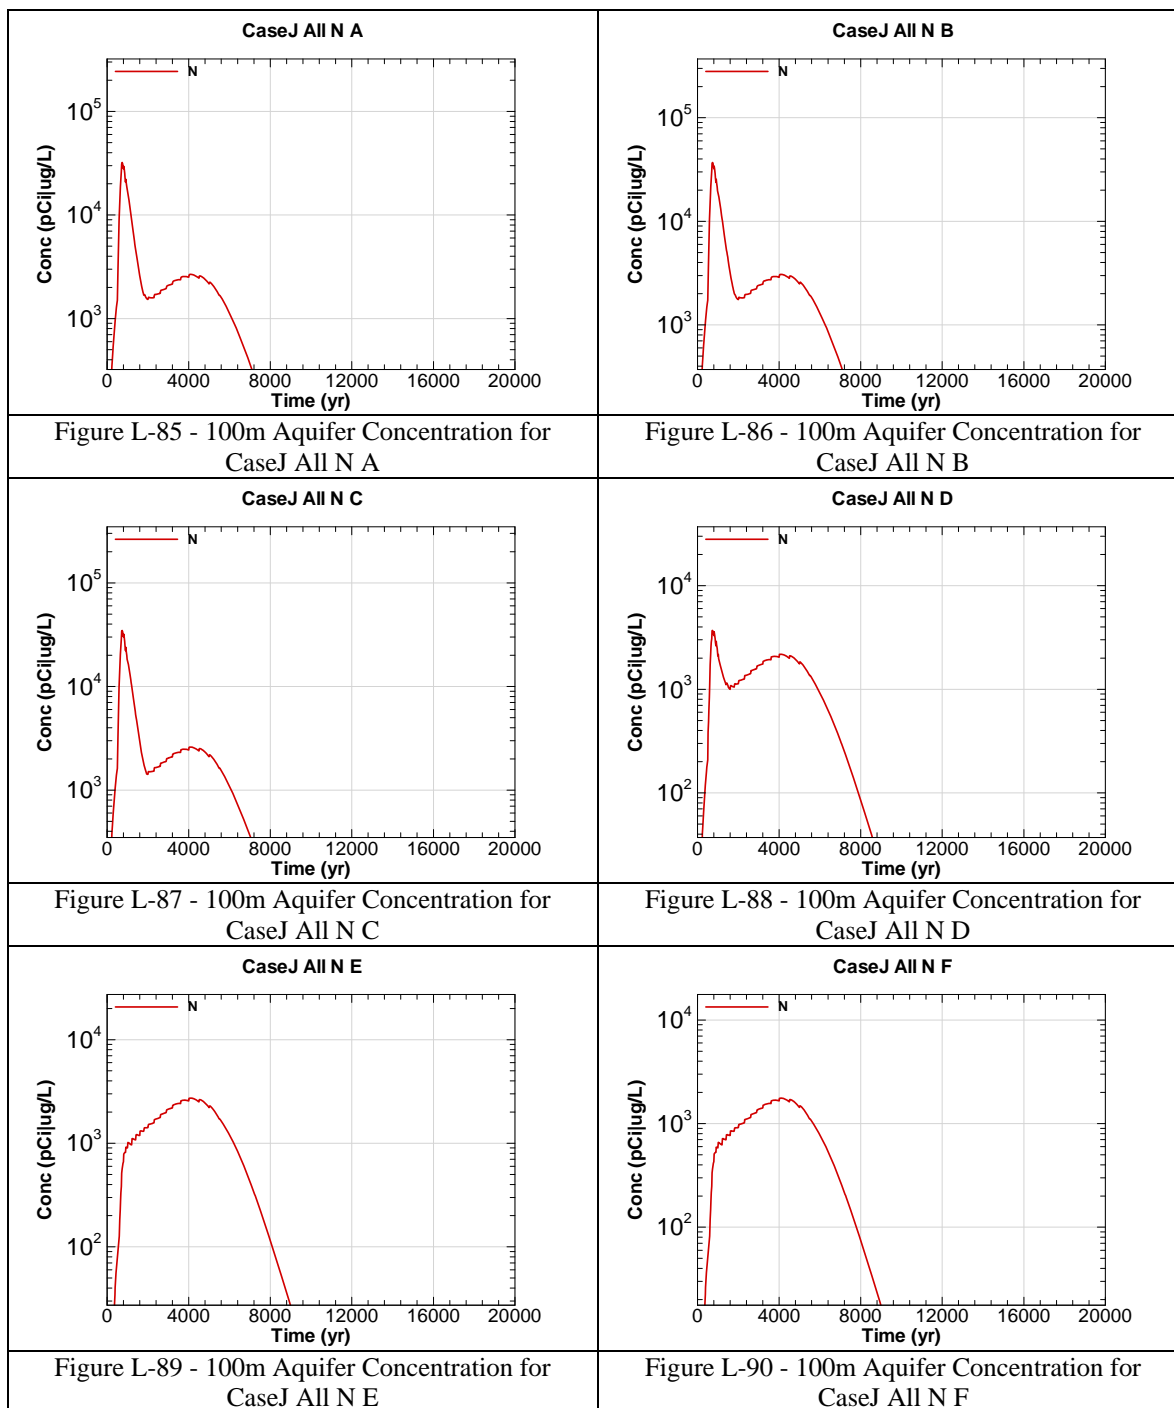 CaseJ All N A
N
Conc (pCi|ug/L)
10^5
10^4
10^3
0 4000 8000 12000 16000 20000
Time (yr)
Figure L-85 - 100m Aquifer Concentration for
CaseJ All N A
CaseJ All N B
N
Conc (pCi|ug/L)
10^5
10^4
10^3
0 4000 8000 12000 16000 20000
Time (yr)
Figure L-86 - 100m Aquifer Concentration for
CaseJ All N B
CaseJ All N C
N
Conc (pCi|ug/L)
10^5
10^4
10^3
0 4000 8000 12000 16000 20000
Time (yr)
Figure L-87 - 100m Aquifer Concentration for
CaseJ All N C
CaseJ All N D
N
Conc (pCi|ug/L)
10^4
10^3
10^2
0 4000 8000 12000 16000 20000
Time (yr)
Figure L-88 - 100m Aquifer Concentration for
CaseJ All N D
CaseJ All N E
N
Conc (pCi|ug/L)
10^4
10^3
10^2
0 4000 8000 12000 16000 20000
Time (yr)
Figure L-89 - 100m Aquifer Concentration for
CaseJ All N E
CaseJ All N F
N
Conc (pCi|ug/L)
10^4
10^3
10^2
0 4000 8000 12000 16000 20000
Time (yr)
Figure L-90 - 100m Aquifer Concentration for
CaseJ All N F